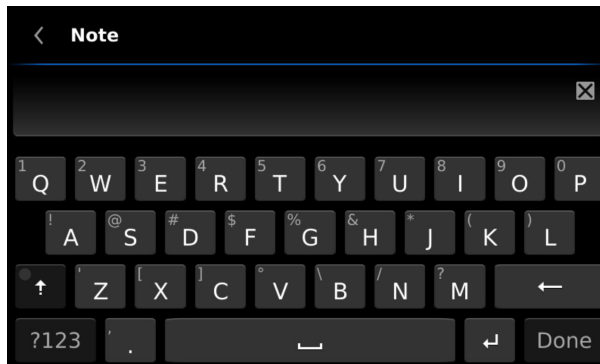 Note
1 Q 2 W 3 E 4 R 5 T 6 Y 7 U 8 I 9 O 0 P
! A @ S # D $ F % G & H * J ( K ) L
' Z [ X ] C ° V \ B / N ? M ←
?123 ' . Done